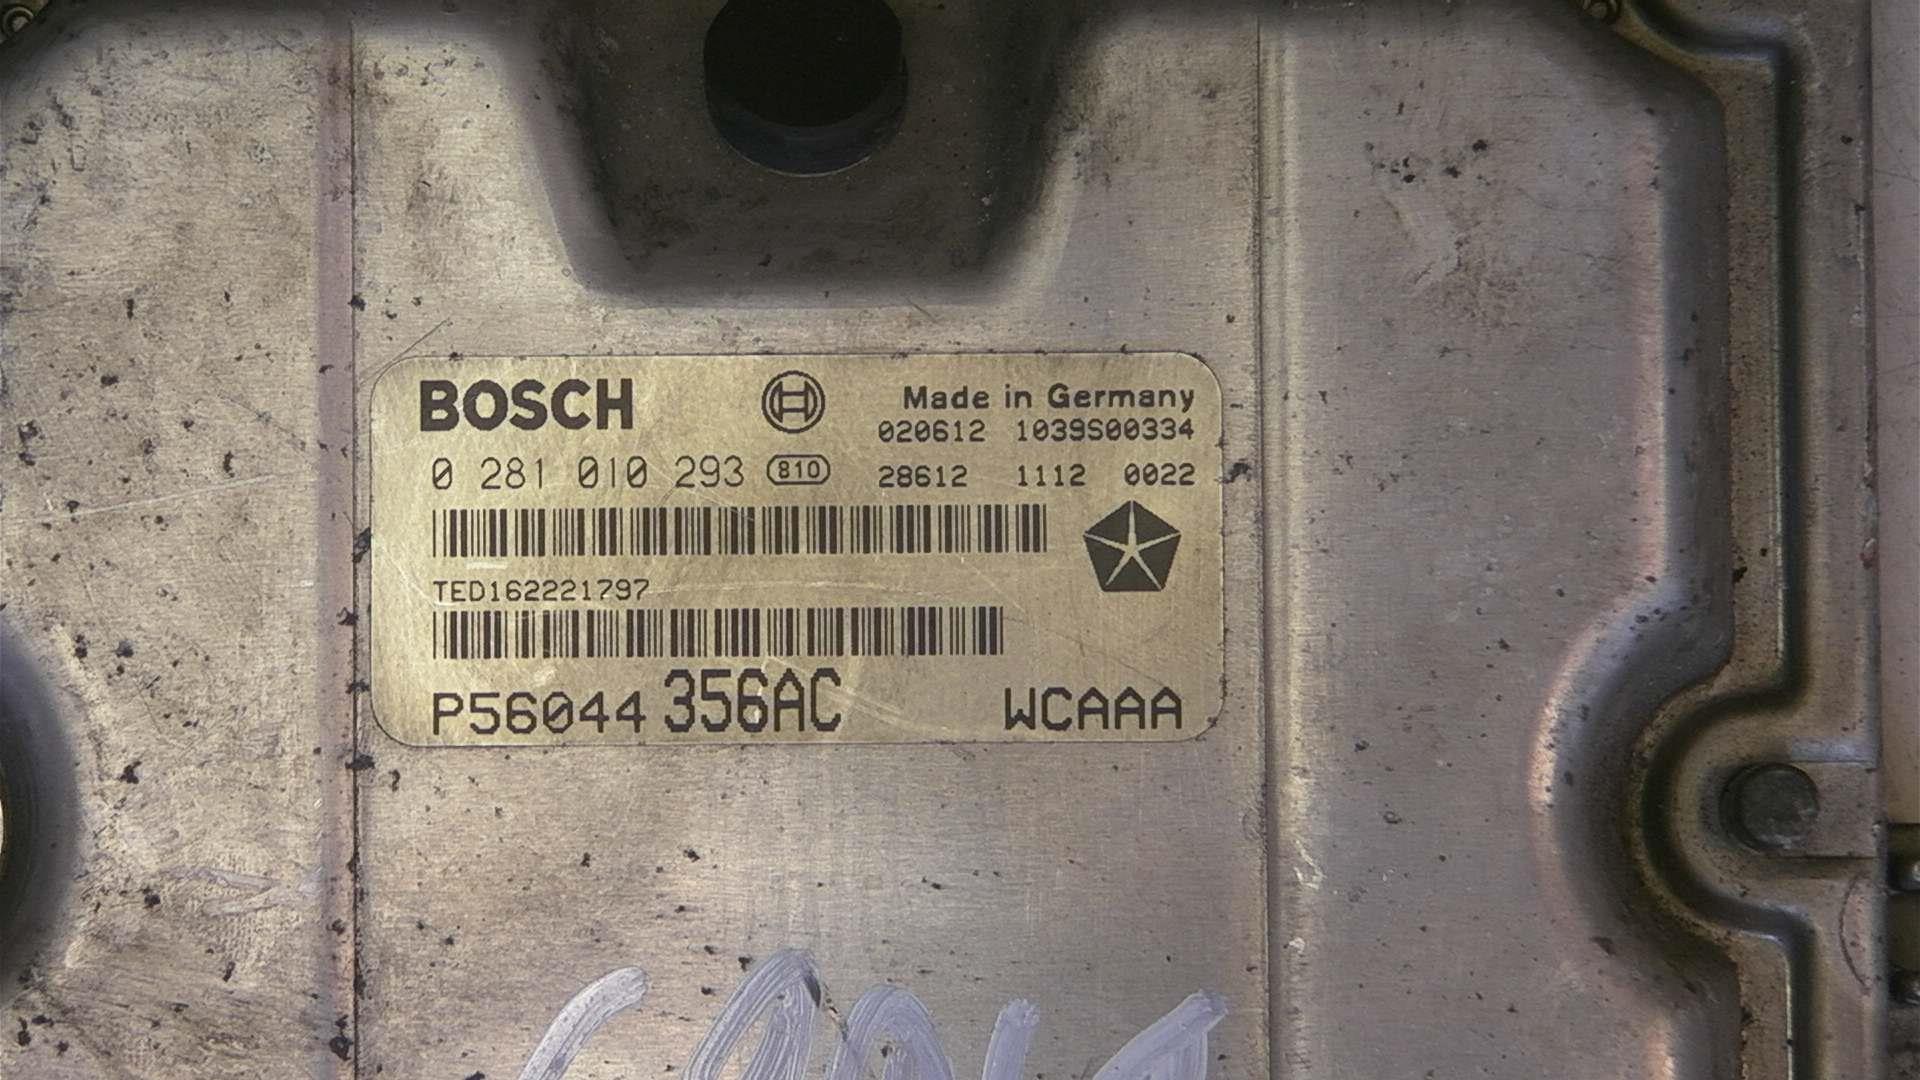 BOSCH
Made in Germany
020612 1039S00334
0 281 010 293 810 28612 1112 0022
TED162221797
P56044 356AC WCAAA